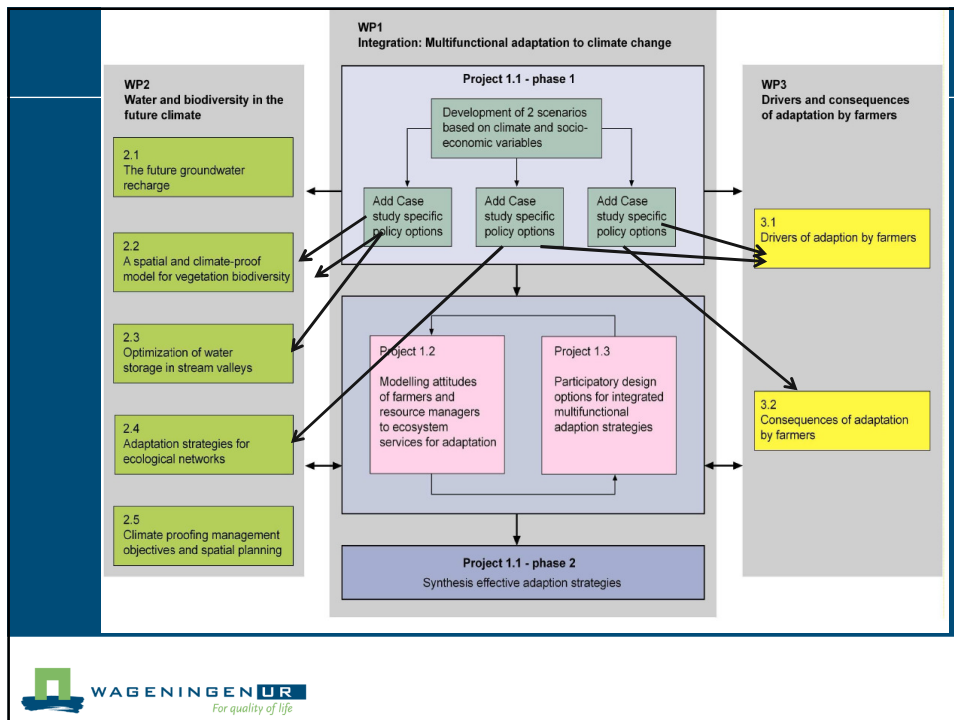 WP1
Integration: Multifunctional adaptation to climate change
WP2
Water and biodiversity in the
future climate
2.1
The future groundwater
recharge
2.2
A spatial and climate-proof
model for vegetation biodiversity
2.3
Optimization of water
storage in stream valleys
2.4
Adaptation strategies for
ecological networks
2.5
Climate proofing management
objectives and spatial planning
Project 1.1 - phase 1
Development of 2 scenarios
based on climate and socio-
economic variables
Add Case
study specific
policy options
Add Case
study specific
policy options
Add Case
study specific
policy options
Project 1.2
Modelling attitudes
of farmers and
resource managers
to ecosystem
services for adaptation
Project 1.3
Participatory design
options for integrated
multifunctional
adaption strategies
Project 1.1 - phase 2
Synthesis effective adaption strategies
WP3
Drivers and consequences
of adaptation by farmers
3.1
Drivers of adaption by farmers
3.2
Consequences of adaptation
by farmers
WAGENINGEN UR
For quality of life